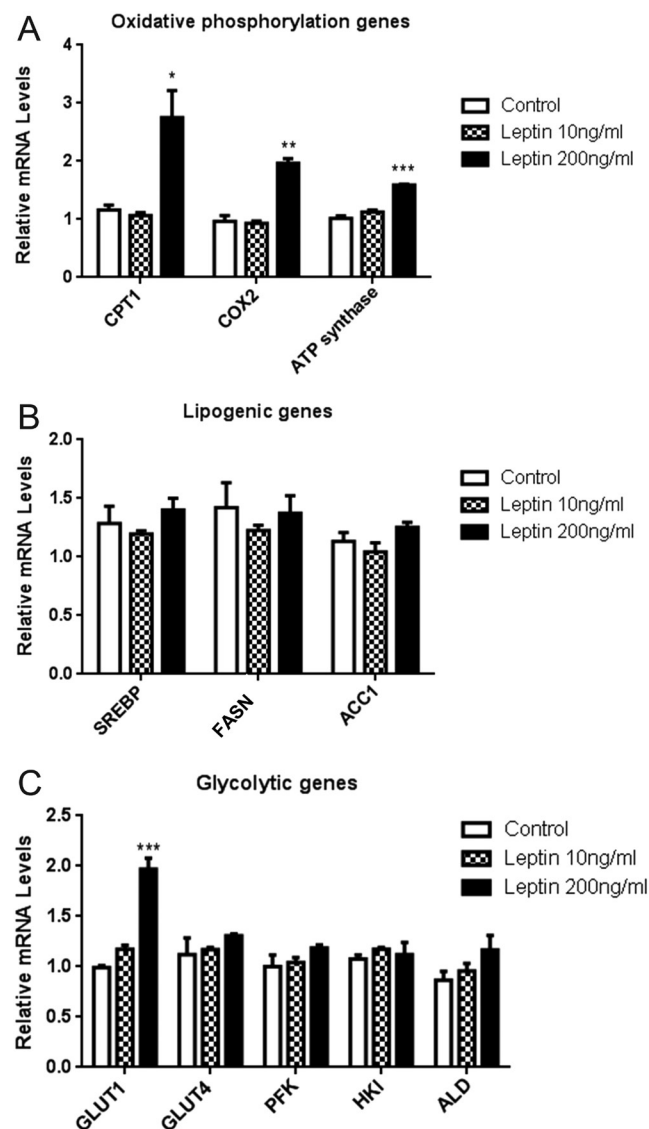 A
Oxidative phosphorylation genes
Relative mRNA Levels
4
3
2
1
0
*
**
***
CPT1
COX2
ATP synthase
Control
Leptin 10ng/ml
Leptin 200ng/ml
B
Lipogenic genes
Relative mRNA Levels
2.0
1.5
1.0
0.5
0.0
SREBP
FASN
ACC1
Control
Leptin 10ng/ml
Leptin 200ng/ml
C
Glycolytic genes
Relative mRNA Levels
2.5
2.0
1.5
1.0
0.5
0.0
***
GLUT1
GLUT4
PFK
HKI
ALD
Control
Leptin 10ng/ml
Leptin 200ng/ml